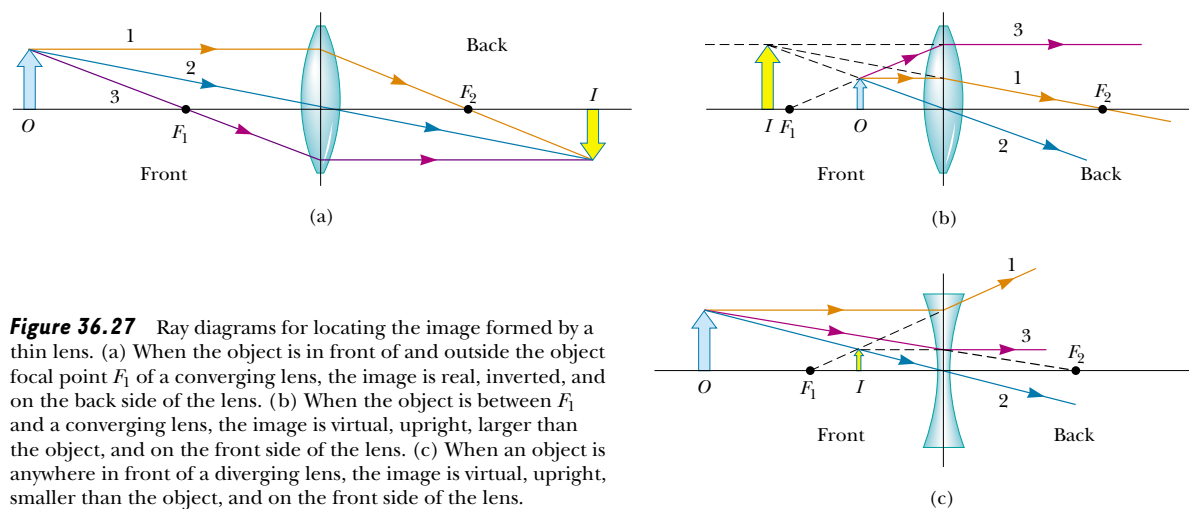 1
2
3
Back
F2
I
O
F1
Front
(a)
3
1
F2
I F1
O
2
Front
Back
(b)
1
3
F2
O
F1
I
2
Front
Back
(c)
Figure 36.27 Ray diagrams for locating the image formed by a
thin lens. (a) When the object is in front of and outside the object
focal point F1 of a converging lens, the image is real, inverted, and
on the back side of the lens. (b) When the object is between F1
and a converging lens, the image is virtual, upright, larger than
the object, and on the front side of the lens. (c) When an object is
anywhere in front of a diverging lens, the image is virtual, upright,
smaller than the object, and on the front side of the lens.